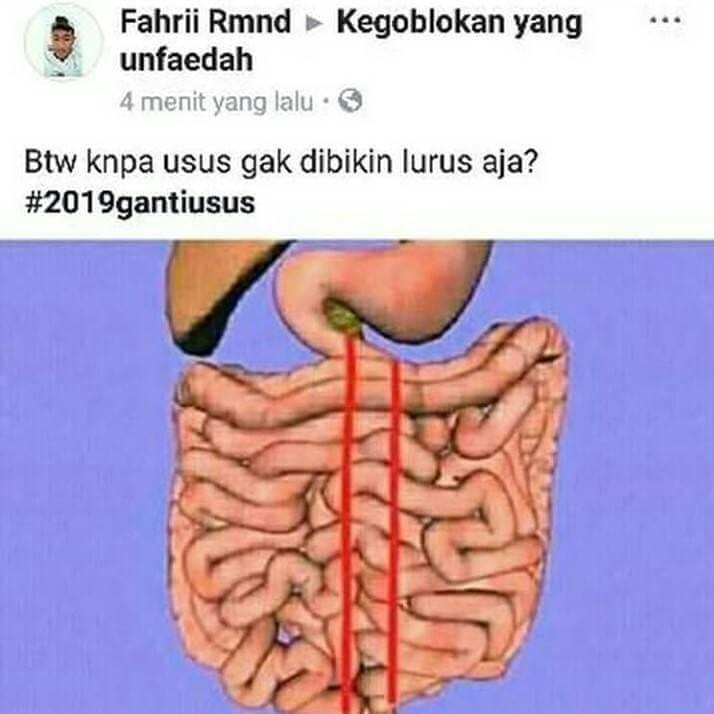 Fahrii Rmnd ▸ Kegoblokan yang
unfaedah
4 menit yang lalu ·
Btw knpa usus gak dibikin lurus aja?
#2019gantiusus